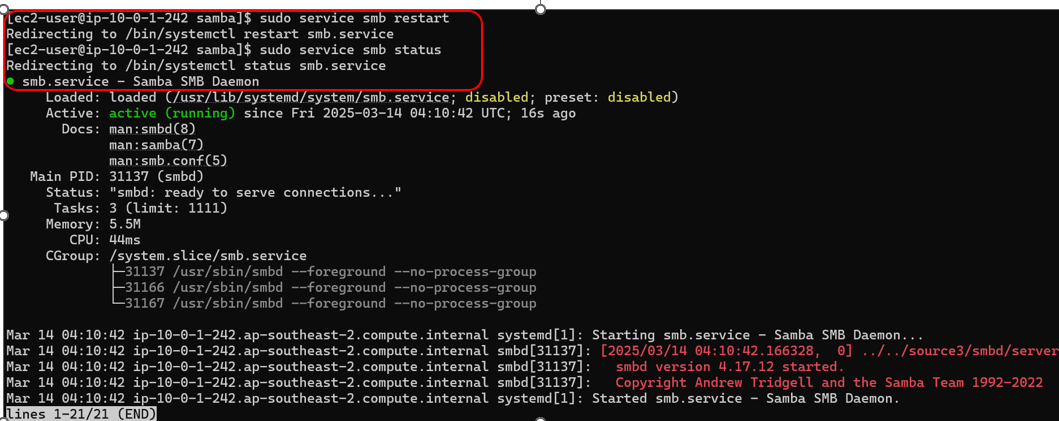 [ec2-user@ip-10-0-1-242 samba]$ sudo service smb restart
Redirecting to /bin/systemctl restart smb.service
[ec2-user@ip-10-0-1-242 samba]$ sudo service smb status
Redirecting to /bin/systemctl status smb.service
● smb.service - Samba SMB Daemon
     Loaded: loaded (/usr/lib/systemd/system/smb.service; disabled; preset: disabled)
     Active: active (running) since Fri 2025-03-14 04:10:42 UTC; 16s ago
       Docs: man:smbd(8)
             man:samba(7)
             man:smb.conf(5)
   Main PID: 31137 (smbd)
     Status: "smbd: ready to serve connections..."
      Tasks: 3 (limit: 1111)
     Memory: 5.5M
        CPU: 44ms
     CGroup: /system.slice/smb.service
             ├─31137 /usr/sbin/smbd --foreground --no-process-group
             ├─31166 /usr/sbin/smbd --foreground --no-process-group
             └─31167 /usr/sbin/smbd --foreground --no-process-group
Mar 14 04:10:42 ip-10-0-1-242.ap-southeast-2.compute.internal systemd[1]: Starting smb.service - Samba SMB Daemon...
Mar 14 04:10:42 ip-10-0-1-242.ap-southeast-2.compute.internal smbd[31137]: [2025/03/14 04:10:42.166328,  0] ../../source3/smbd/server
Mar 14 04:10:42 ip-10-0-1-242.ap-southeast-2.compute.internal smbd[31137]:   smbd version 4.17.12 started.
Mar 14 04:10:42 ip-10-0-1-242.ap-southeast-2.compute.internal smbd[31137]:   Copyright Andrew Tridgell and the Samba Team 1992-2022
Mar 14 04:10:42 ip-10-0-1-242.ap-southeast-2.compute.internal systemd[1]: Started smb.service - Samba SMB Daemon.
lines 1-21/21 (END)